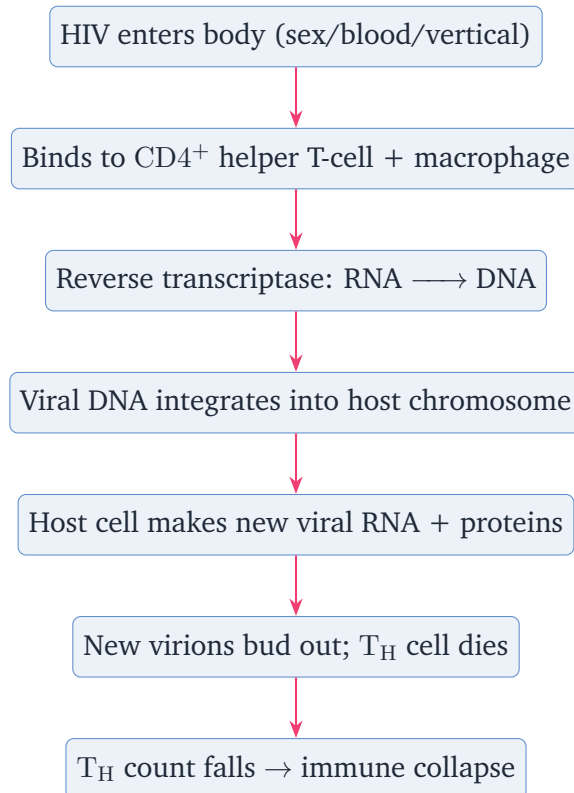 HIV enters body (sex/blood/vertical)
Binds to CD4⁺ helper T-cell + macrophage
Reverse transcriptase: RNA ⟶ DNA
Viral DNA integrates into host chromosome
Host cell makes new viral RNA + proteins
New virions bud out; T_H cell dies
T_H count falls → immune collapse